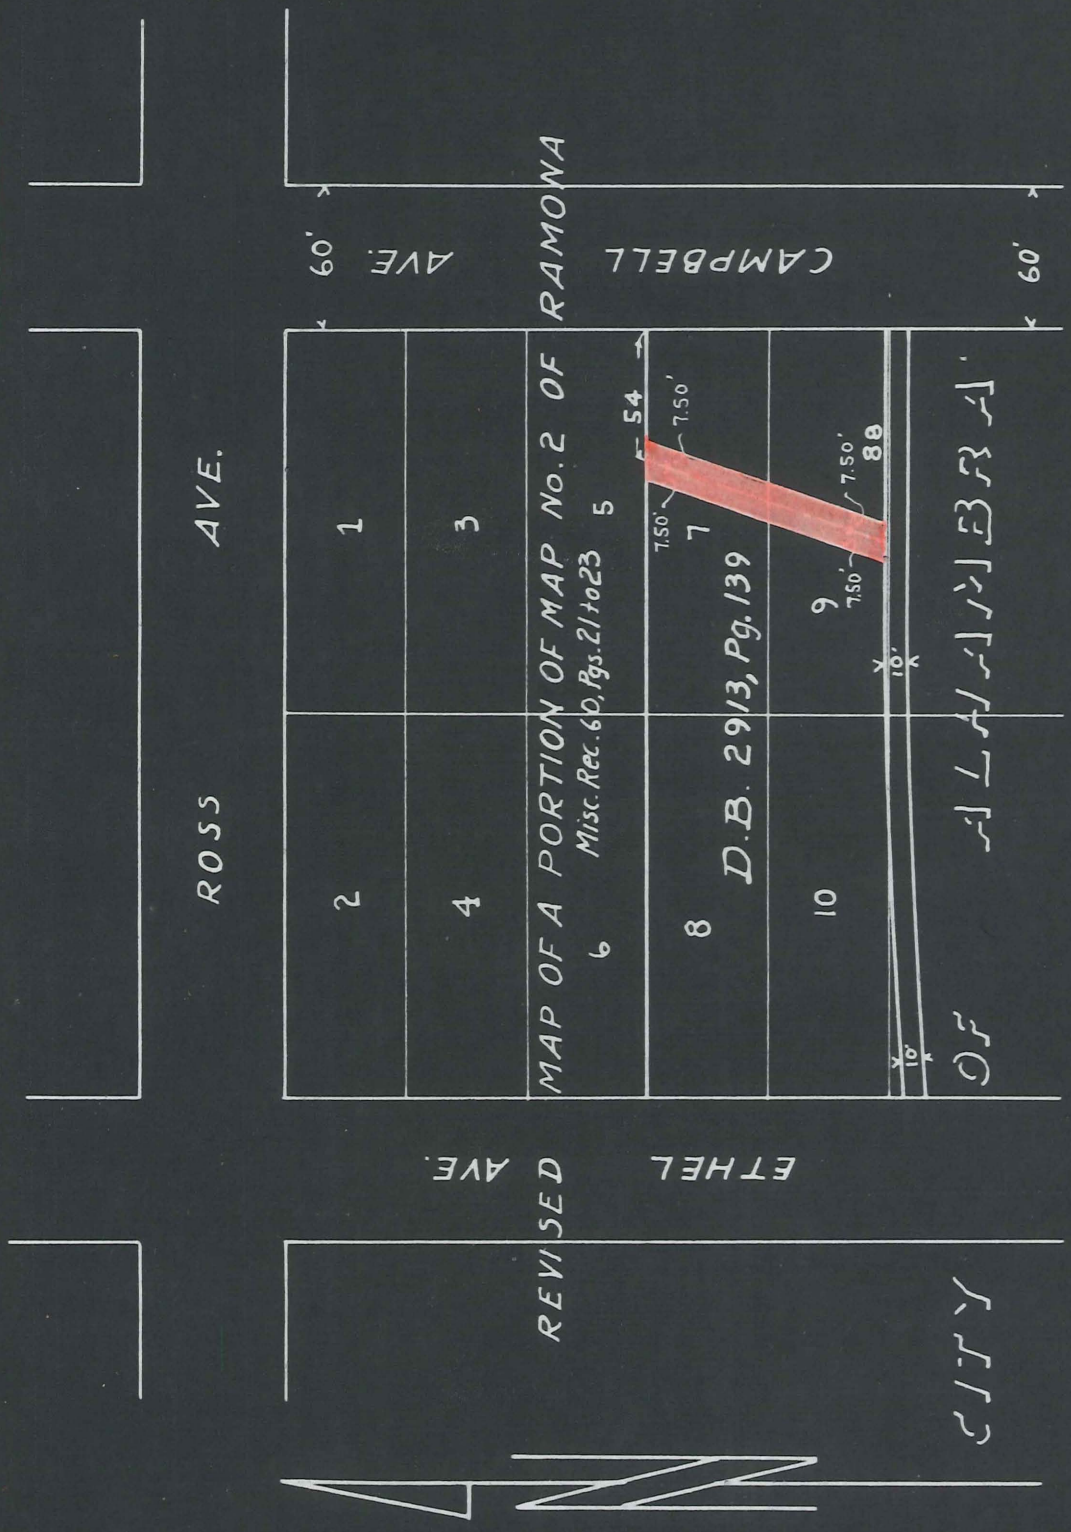 ROSS AVE.
2
1
4
3
REVISED MAP OF A PORTION OF MAP No. 2 OF RAMONA
Misc. Rec. 60, Pgs. 21 to 23
6
5
54
7.50'
7.50'
8
7
D.B. 2913, Pg. 139
10
9
7.50'
7.50'
88
10'
10'
CITY OF ALHAMBRA
ETHEL AVE.
CAMPBELL AVE.
60'
60'
N